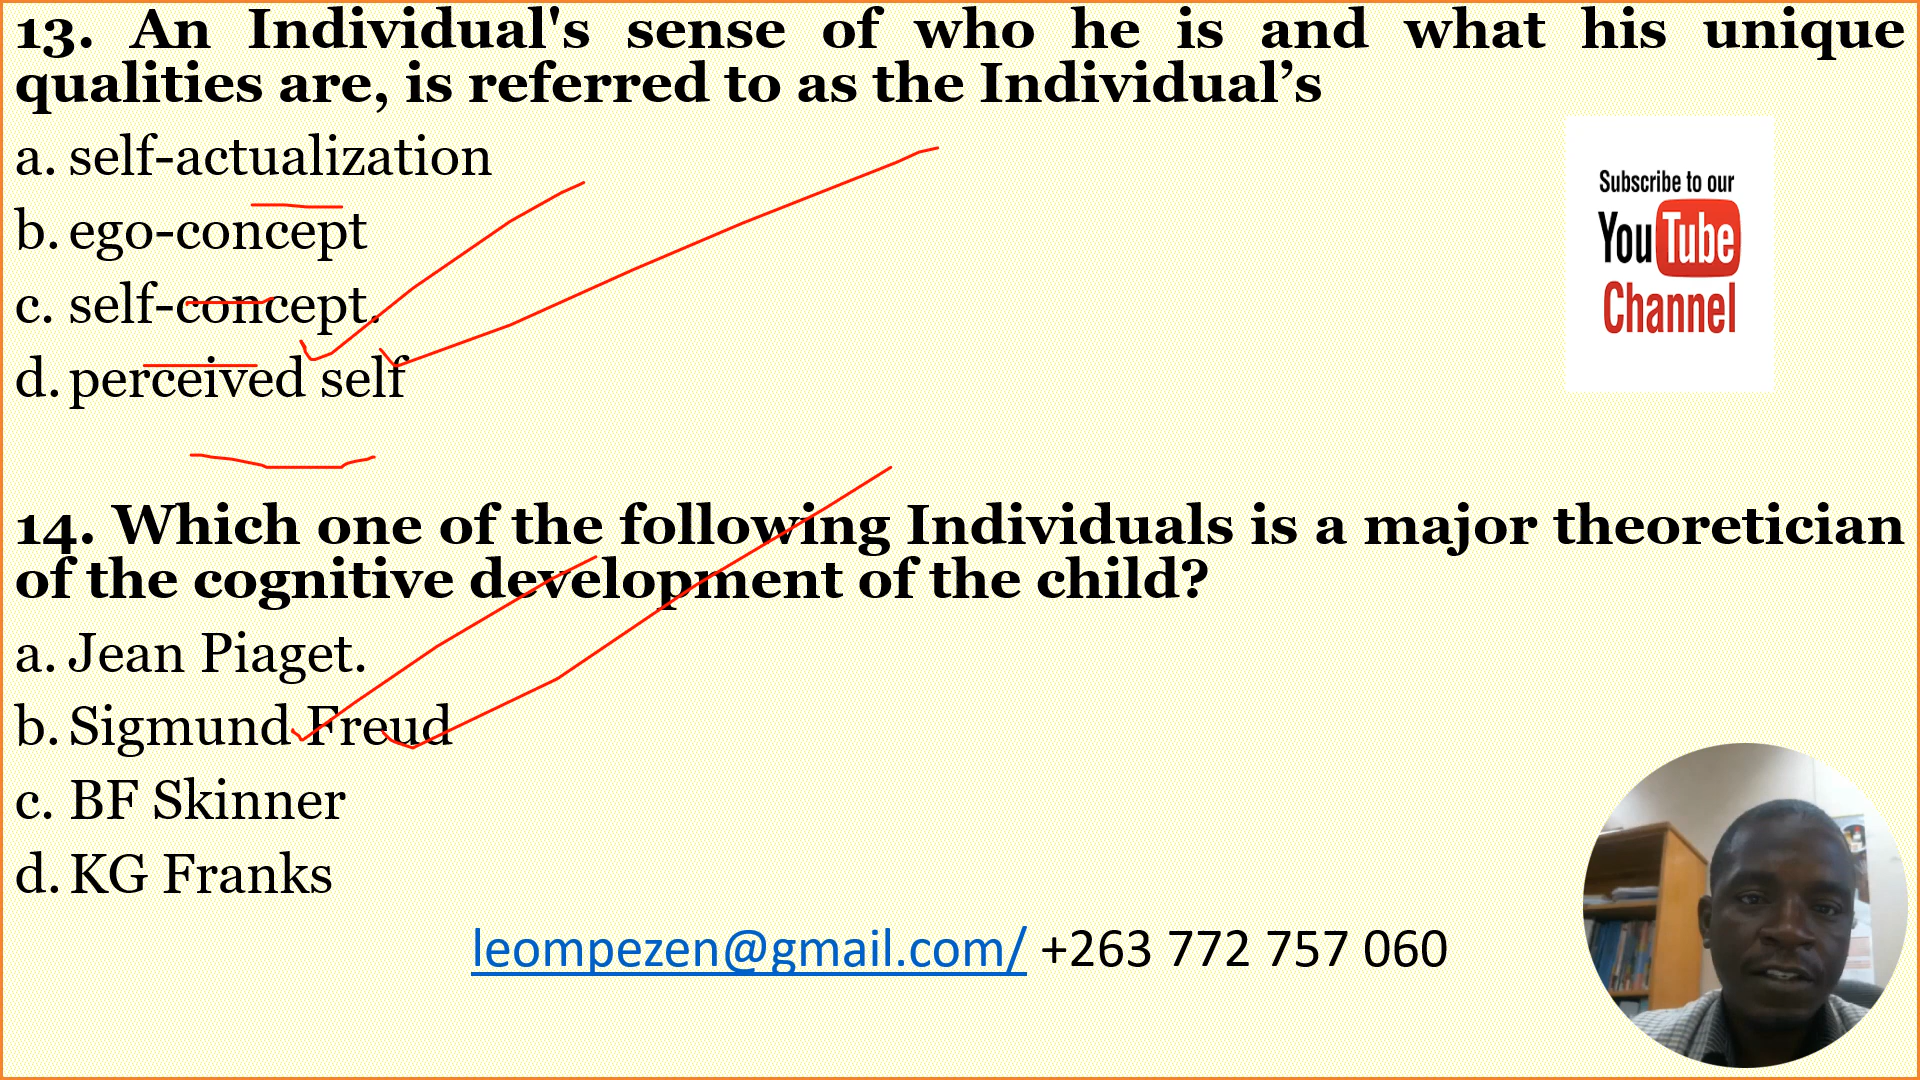 13. An Individual's sense of who he is and what his unique
qualities are, is referred to as the Individual’s
a. self-actualization
b. ego-concept
c. self-concept.
d. perceived self
Subscribe to our
YouTube
Channel
14. Which one of the following Individuals is a major theoretician
of the cognitive development of the child?
a. Jean Piaget.
b. Sigmund Freud
c. BF Skinner
d. KG Franks
leompezen@gmail.com/ +263 772 757 060